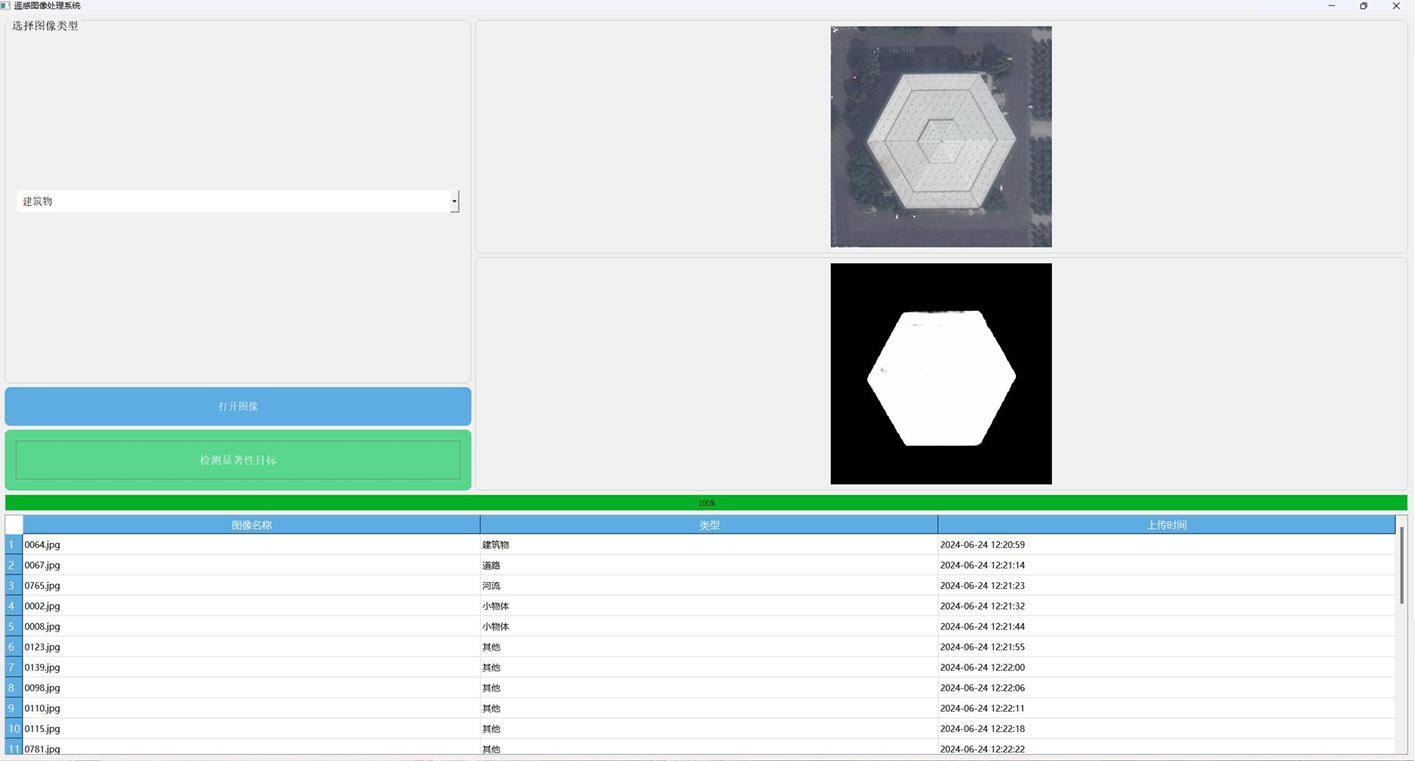 遥感图像处理系统
选择图像类型
建筑物
打开图像
检测显著性目标
100%
图像名称 类型 上传时间
1 0064.jpg 建筑物 2024-06-24 12:20:59
2 0067.jpg 道路 2024-06-24 12:21:14
3 0765.jpg 河流 2024-06-24 12:21:23
4 0002.jpg 小物体 2024-06-24 12:21:32
5 0008.jpg 小物体 2024-06-24 12:21:44
6 0123.jpg 其他 2024-06-24 12:21:55
7 0139.jpg 其他 2024-06-24 12:22:00
8 0098.jpg 其他 2024-06-24 12:22:06
9 0110.jpg 其他 2024-06-24 12:22:11
10 0115.jpg 其他 2024-06-24 12:22:18
11 0781.jpg 其他 2024-06-24 12:22:22